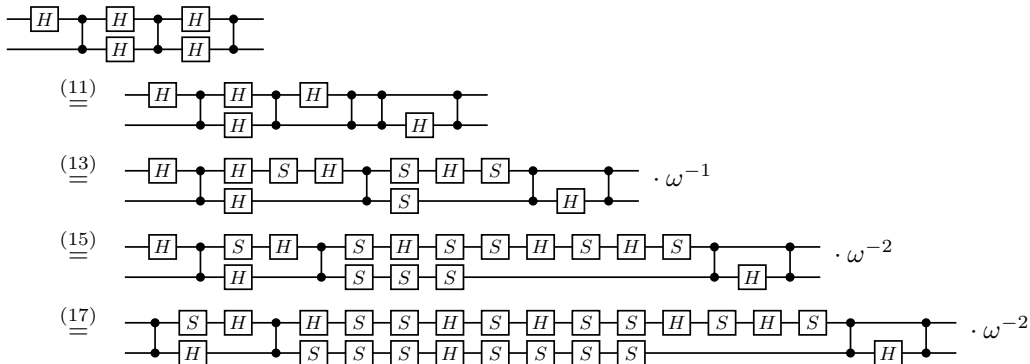 H H H
H H
(11)
= H H H
H H
(13)
= H H S H S H S · ω⁻¹
H S H
(15)
= H S H S H S S H S H S · ω⁻²
H S S S H
(17)
= S H H S S H S H S S H S H S · ω⁻²
H S S S H S S S S H